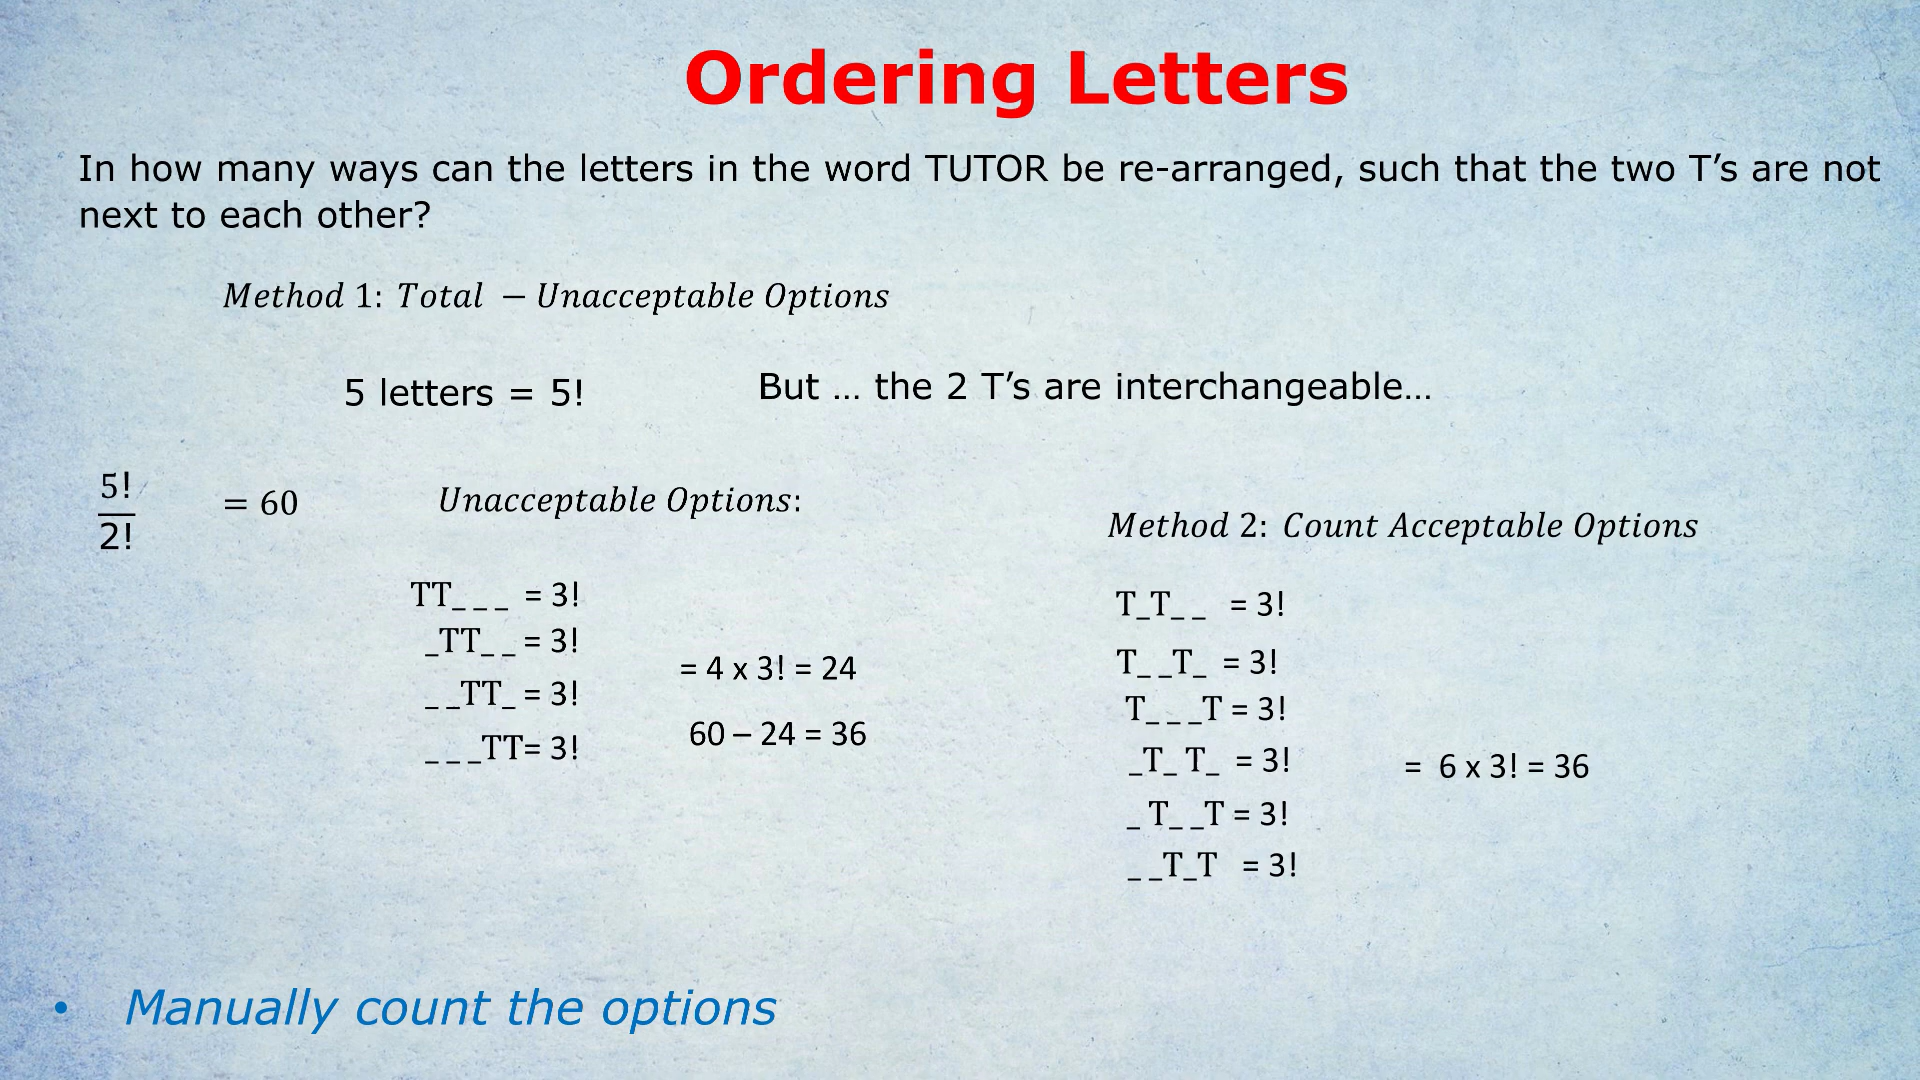 Ordering Letters
In how many ways can the letters in the word TUTOR be re-arranged, such that the two T’s are not
next to each other?
Method 1: Total − Unacceptable Options
5 letters = 5!
But … the 2 T’s are interchangeable…
5!
2!
= 60
Unacceptable Options:
TT_ _ _ = 3!
_TT_ _ = 3!
_ _TT_ = 3!
_ _ _TT= 3!
= 4 x 3! = 24
60 – 24 = 36
Method 2: Count Acceptable Options
T_T_ _ = 3!
T_ _T_ = 3!
T_ _ _T = 3!
_T_ T_ = 3!
_ T_ _T = 3!
_ _T_T = 3!
= 6 x 3! = 36
• Manually count the options